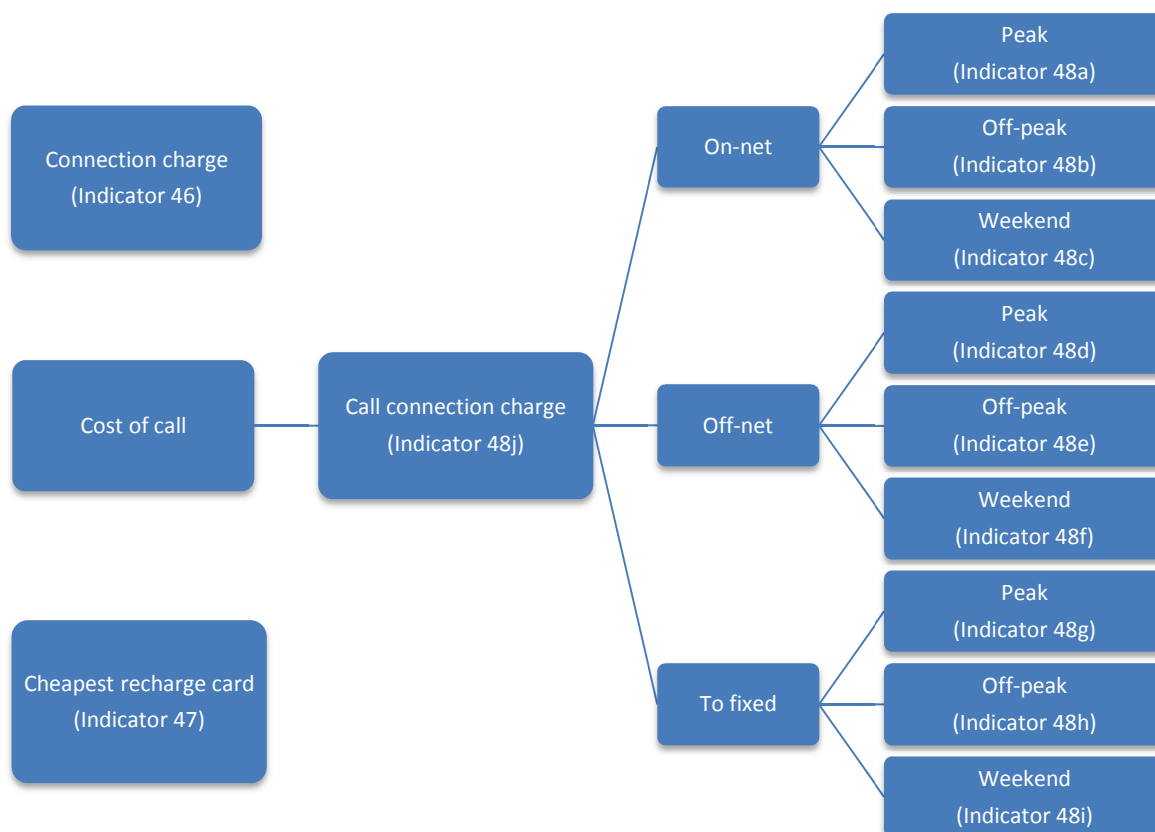 Connection charge
(Indicator 46)
Cost of call
Cheapest recharge card
(Indicator 47)
Call connection charge
(Indicator 48j)
On-net
Peak
(Indicator 48a)
Off-peak
(Indicator 48b)
Weekend
(Indicator 48c)
Off-net
Peak
(Indicator 48d)
Off-peak
(Indicator 48e)
Weekend
(Indicator 48f)
To fixed
Peak
(Indicator 48g)
Off-peak
(Indicator 48h)
Weekend
(Indicator 48i)